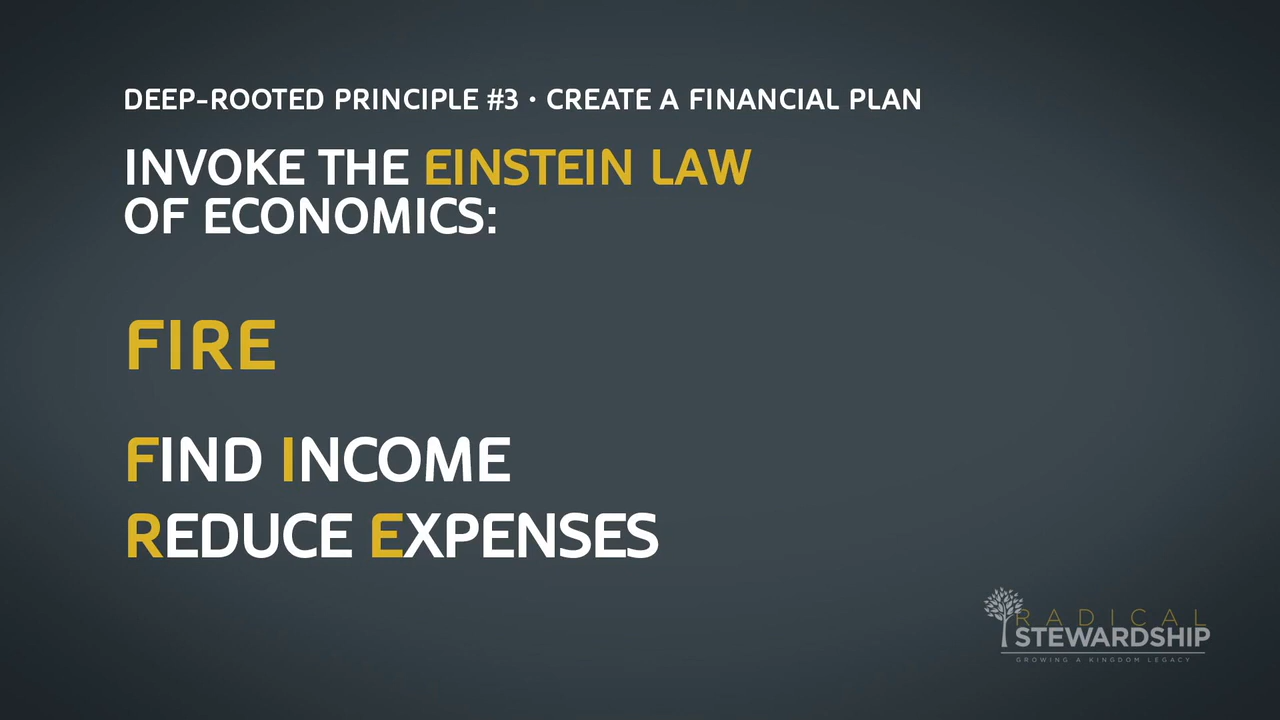 DEEP-ROOTED PRINCIPLE #3 • CREATE A FINANCIAL PLAN
INVOKE THE EINSTEIN LAW
OF ECONOMICS:
FIRE
FIND INCOME
REDUCE EXPENSES
RADICAL
STEWARDSHIP
GROWING A KINGDOM LEGACY